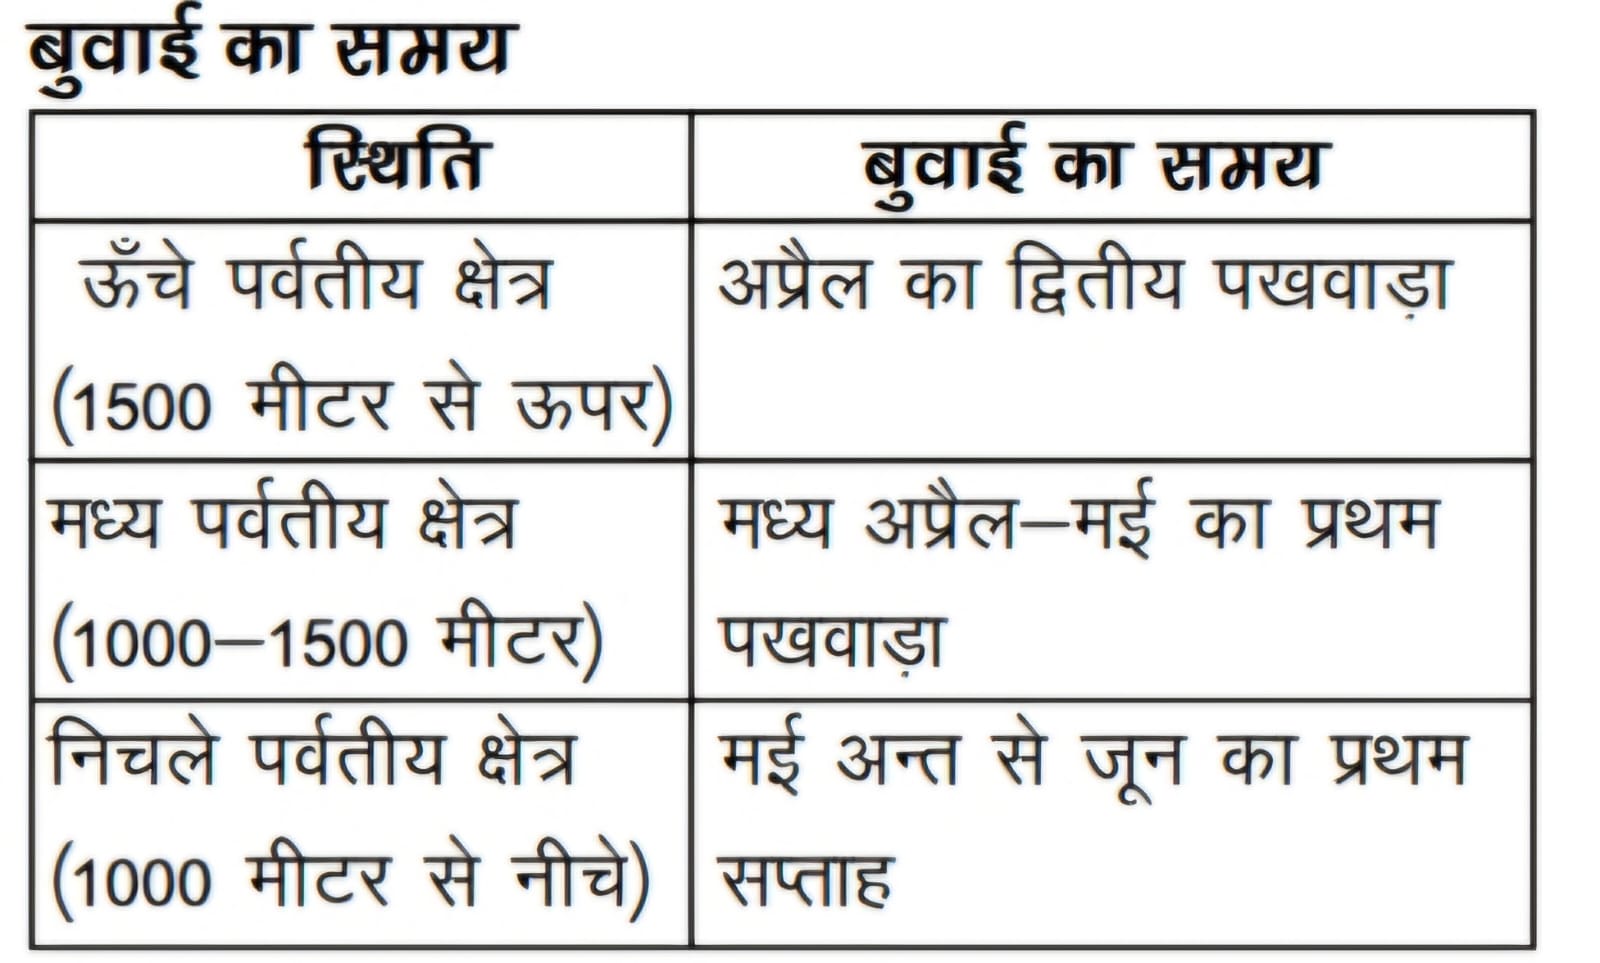 बुवाई का समय
स्थिति
बुवाई का समय
ऊँचे पर्वतीय क्षेत्र
(1500 मीटर से ऊपर)
अप्रैल का द्वितीय पखवाड़ा
मध्य पर्वतीय क्षेत्र
(1000–1500 मीटर)
मध्य अप्रैल–मई का प्रथम
पखवाड़ा
निचले पर्वतीय क्षेत्र
(1000 मीटर से नीचे)
मई अन्त से जून का प्रथम
सप्ताह